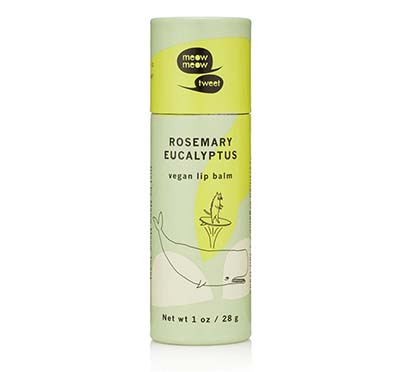 meow
meow
tweet
ROSEMARY
EUCALYPTUS
vegan lip balm
Net wt 1 oz / 28 g